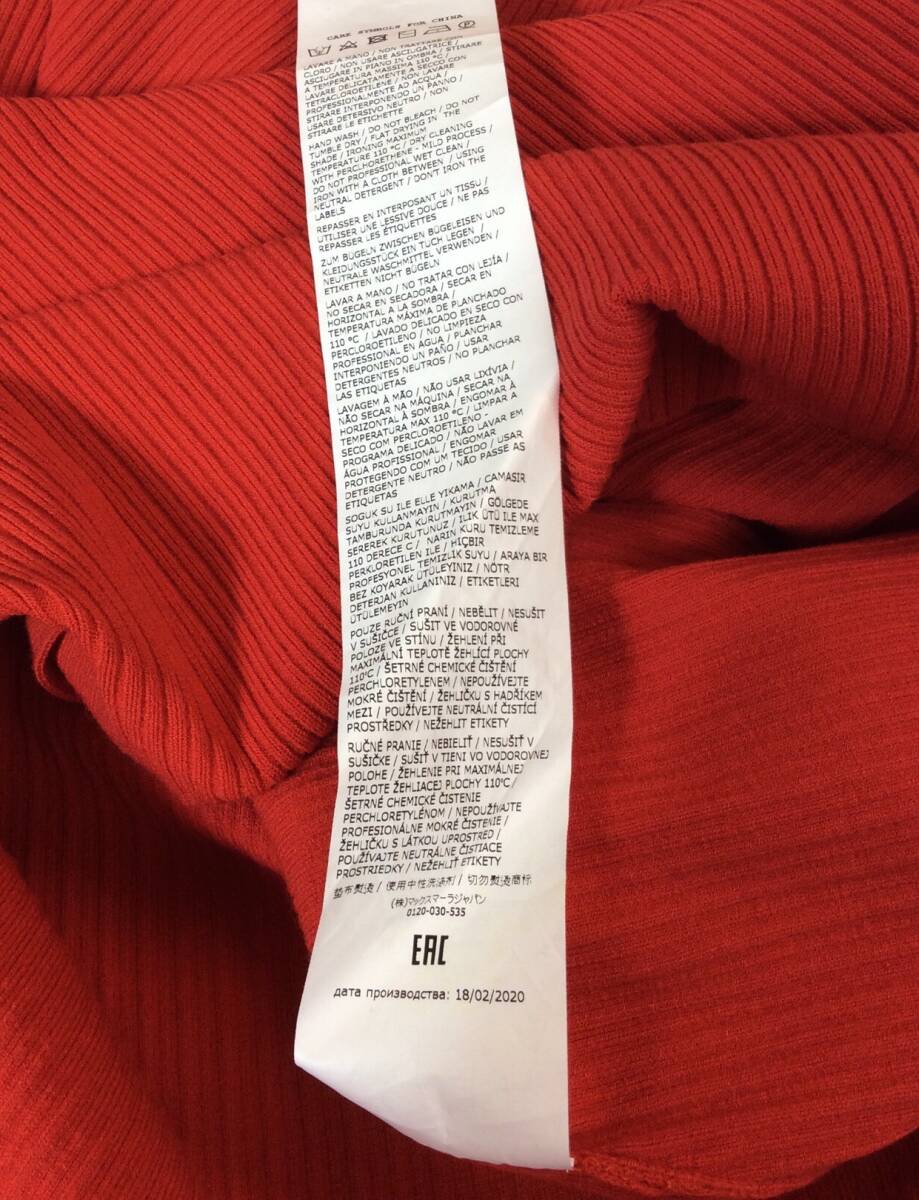 CARE SYMBOLS FOR CHINA
LAVARE A MANO / NON TRATTARE CON
CLORO / NON USARE ASCIUGATRICE /
ASCIUGARE IN PIANO IN OMBRA / STIRARE
A TEMPERATURA MASSIMA 110 °C /
LAVARE DELICATAMENTE A SECCO CON
TETRACLOROETILENE / NON LAVARE
PROFESSIONALMENTE AD ACQUA /
STIRARE INTERPONENDO UN PANNO /
USARE DETERSIVO NEUTRO / NON
STIRARE LE ETICHETTE
HAND WASH / DO NOT BLEACH / DO NOT
TUMBLE DRY / FLAT DRYING IN THE
SHADE / IRONING MAXIMUM
TEMPERATURE 110 °C / DRY CLEANING
WITH PERCLHORETHENE - MILD PROCESS /
DO NOT PROFESSIONAL WET CLEAN /
IRON WITH A CLOTH BETWEEN / USING
NEUTRAL DETERGENT / DON'T IRON THE
LABELS
REPASSER EN INTERPOSANT UN TISSU /
UTILISER UNE LESSIVE DOUCE / NE PAS
REPASSER LES ÉTIQUETTES
ZUM BÜGELN ZWISCHEN BÜGELEISEN UND
KLEIDUNGSSTÜCK EIN TUCH LEGEN /
NEUTRALE WASCHMITTEL VERWENDEN /
ETIKETTEN NICHT BÜGELN
LAVAR A MANO / NO TRATAR CON LEJÍA /
NO SECAR EN SECADORA / SECAR EN
HORIZONTAL A LA SOMBRA /
TEMPERATURA MÁXIMA DE PLANCHADO
110 °C / LAVADO DELICADO EN SECO CON
PERCLOROETILENO / NO LIMPIEZA
PROFESSIONAL EN AGUA / PLANCHAR
INTERPONIENDO UN PAÑO / USAR
DETERGENTES NEUTROS / NO PLANCHAR
LAS ETIQUETAS
LAVAGEM À MÃO / NÃO USAR LIXÍVIA /
NÃO SECAR NA MÁQUINA / SECAR NA
HORIZONTAL À SOMBRA / ENGOMAR À
TEMPERATURA MAX 110 °C / LIMPAR A
SECO COM PERCLOROETILENO -
PROGRAMA DELICADO / NÃO LAVAR EM
ÁGUA PROFISSIONAL / ENGOMAR
PROTEGENDO COM UM TECIDO / USAR
DETERGENTE NEUTRO / NÃO PASSE AS
ETIQUETAS
SOGUK SU ILE ELLE YIKAMA / CAMASIR
SUYU KULLANMAYIN / KURUTMA
TAMBURUNDA KURUTMAYIN / GÖLGEDE
SEREREK KURUTUNUZ / ILIK ÜTÜ ILE MAX
110 DERECE C / NARIN KURU TEMIZLEME
PERKLORETILEN ILE / HIÇBIR
PROFESYONEL TEMIZLIK SUYU / ARAYA BIR
BEZ KOYARAK ÜTÜLEYINIZ / NÖTR
DETERJAN KULLANINIZ / ETIKETLERI
ÜTÜLEMEYIN
POUZE RUČNÍ PRANÍ / NEBĚLIT / NESUŠIT
V SUŠIČCE / SUŠIT VE VODOROVNÉ
POLOZE VE STÍNU / ŽEHLENÍ PŘI
MAXIMÁLNÍ TEPLOTĚ ŽEHLÍCÍ PLOCHY
110°C / ŠETRNÉ CHEMICKÉ ČIŠTĚNÍ
PERCHLORETYLENEM / NEPOUŽÍVEJTE
MOKRÉ ČIŠTĚNÍ / ŽEHLIČKU S HADŘÍKEM
MEZI / POUŽÍVEJTE NEUTRÁLNÍ ČISTÍCÍ
PROSTŘEDKY / NEŽEHLIT ETIKETY
RUČNÉ PRANIE / NEBIELIŤ / NESUŠIŤ V
SUŠIČKE / SUŠIŤ V TIENI VO VODOROVNEJ
POLOHE / ŽEHLENIE PRI MAXIMÁLNEJ
TEPLOTE ŽEHLIACEJ PLOCHY 110°C /
ŠETRNÉ CHEMICKÉ ČISTENIE
PERCHLORETYLÉNOM / NEPOUŽÍVAJTE
PROFESIONÁLNE MOKRÉ ČISTENIE /
ŽEHLIČKU S LÁTKOU UPROSTRED /
POUŽÍVAJTE NEUTRÁLNE ČISTIACE
PROSTRIEDKY / NEŽEHLIŤ ETIKETY
垫布熨烫 / 使用中性洗涤剂 / 切勿熨烫商标
(株)マックスマーラジャパン
0120-030-535
EAC
дата производства: 18/02/2020